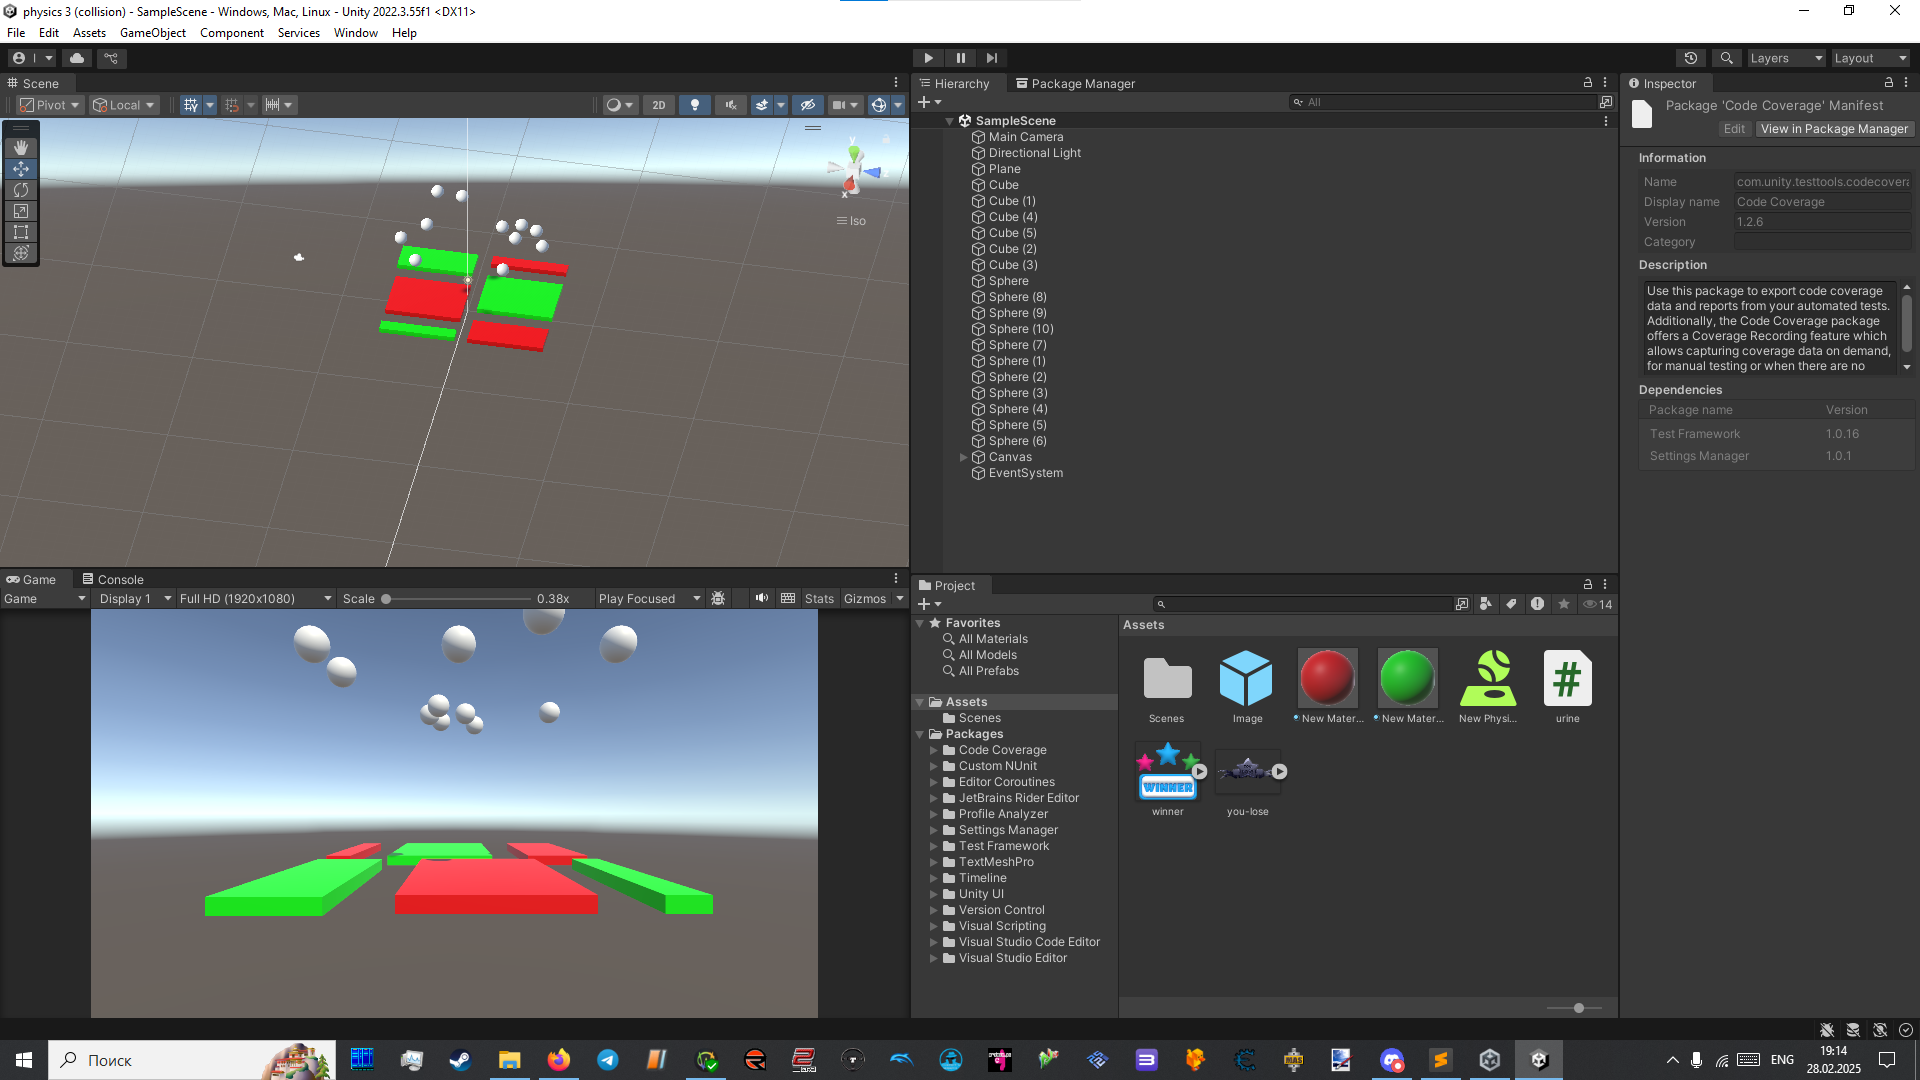 physics 3 (collision) - SampleScene - Windows, Mac, Linux - Unity 2022.3.55f1 <DX11>
File Edit Assets GameObject Component Services Window Help
Layers Layout
Scene
Pivot Local 2D
y
z
x
Iso
Hierarchy Package Manager
All
SampleScene
Main Camera
Directional Light
Plane
Cube
Cube (1)
Cube (4)
Cube (5)
Cube (2)
Cube (3)
Sphere
Sphere (8)
Sphere (9)
Sphere (10)
Sphere (7)
Sphere (1)
Sphere (2)
Sphere (3)
Sphere (4)
Sphere (5)
Sphere (6)
Canvas
EventSystem
Inspector
Package 'Code Coverage' Manifest
Edit View in Package Manager
Information
Name com.unity.testtools.codecovera
Display name Code Coverage
Version 1.2.6
Category
Description
Use this package to export code coverage
data and reports from your automated tests.
Additionally, the Code Coverage package
offers a Coverage Recording feature which
allows capturing coverage data on demand,
for manual testing or when there are no
Dependencies
Package name Version
Test Framework 1.0.16
Settings Manager 1.0.1
Game Console
Game Display 1 Full HD (1920x1080) Scale 0.38x Play Focused Stats Gizmos
Project
14
Favorites
All Materials
All Models
All Prefabs
Assets
Scenes
Packages
Code Coverage
Custom NUnit
Editor Coroutines
JetBrains Rider Editor
Profile Analyzer
Settings Manager
Test Framework
TextMeshPro
Timeline
Unity UI
Version Control
Visual Scripting
Visual Studio Code Editor
Visual Studio Editor
Assets
Scenes Image New Mater... New Mater... New Physi... urine
WINNER
winner you-lose
Поиск
ENG
19:14
28.02.2025